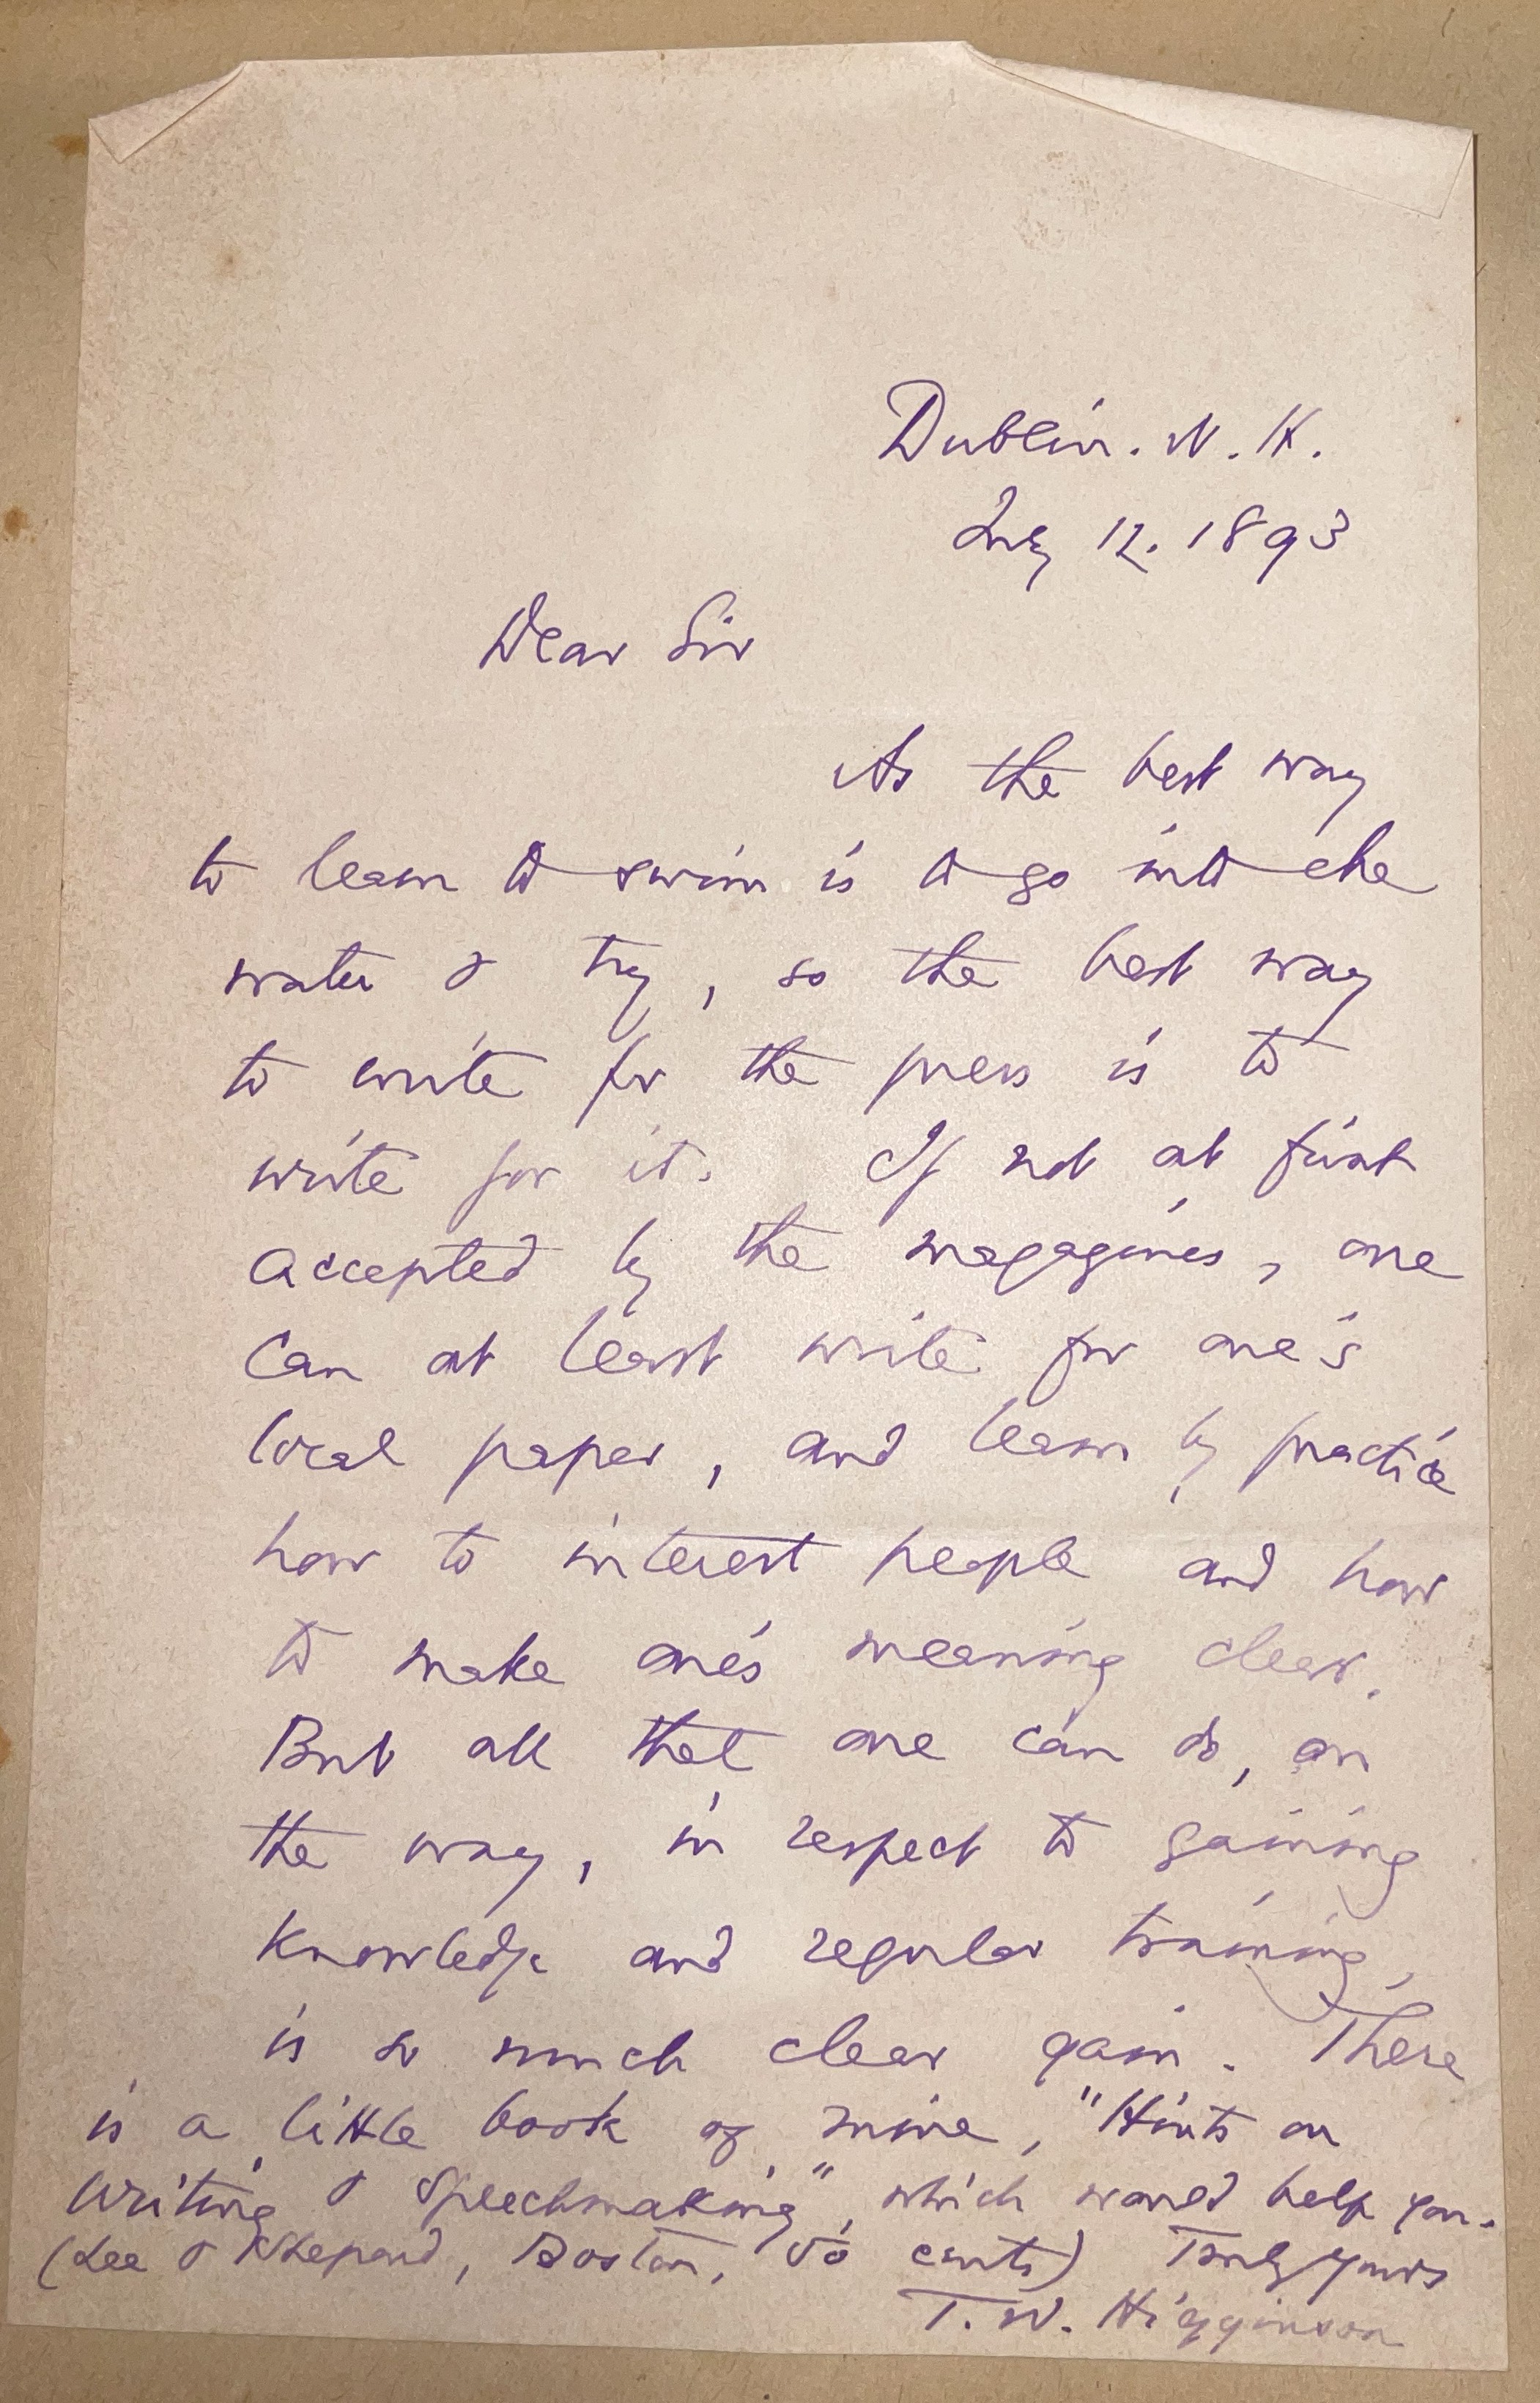 Dublin. N. H.
July 12. 1893
Dear Sir
As the best way
to learn to swim is to go into the
water & try, so the best way
to write for the press is to
write for it. If not at first
accepted by the magazines, one
can at least write for one's
local paper, and learn by practice
how to interest people and how
to make one's meaning clear.
But all that one can do, on
the way, in respect to gaining
knowledge and regular training,
is so much clear gain. There
is a little book of mine, "Hints on
Writing & Speechmaking", which would help you.
(Lee & Shepard, Boston, 50 cents) Truly yours
T. W. Higginson